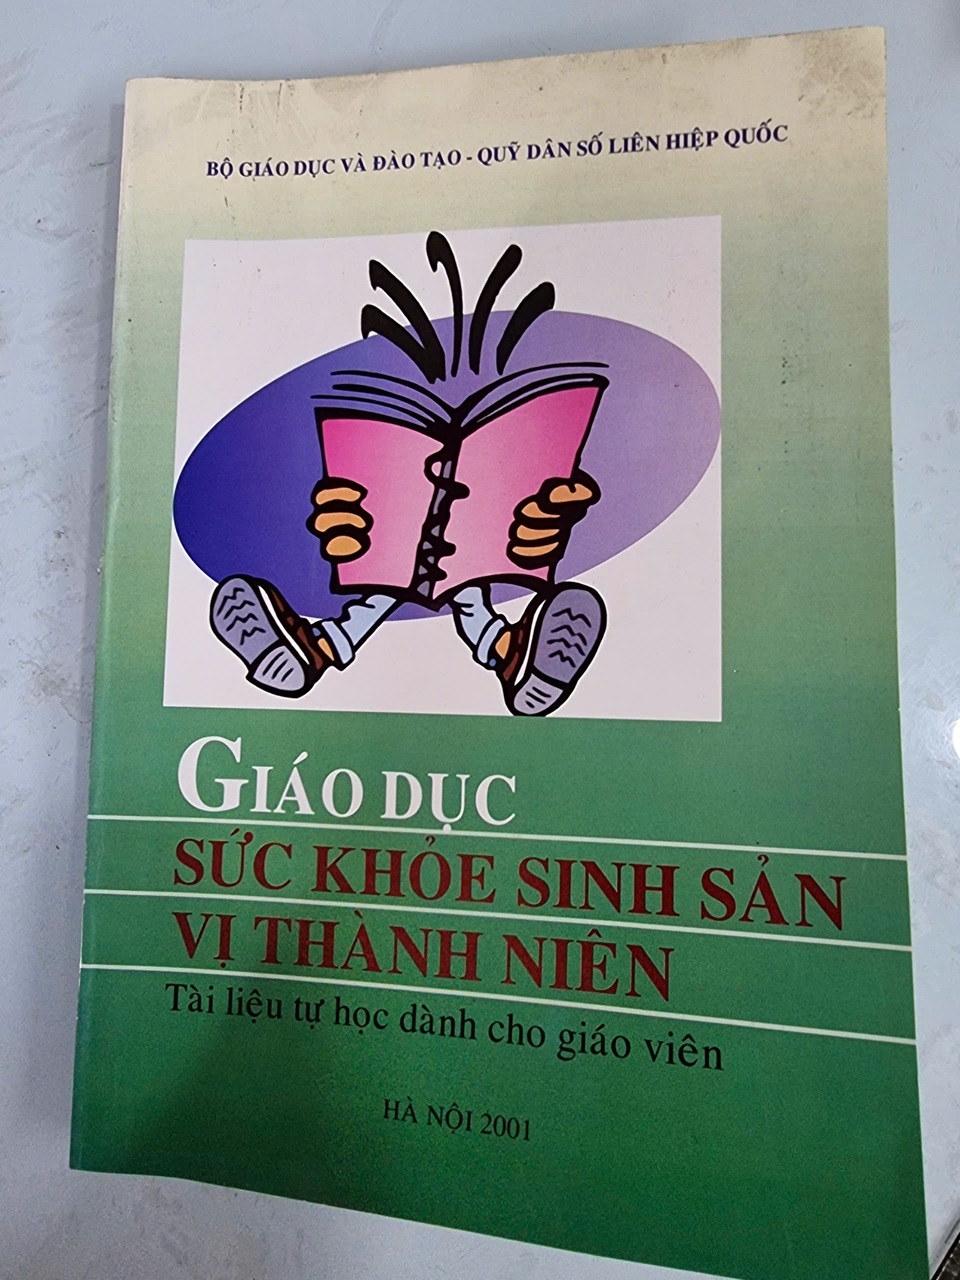 BỘ GIÁO DỤC VÀ ĐÀO TẠO - QUỸ DÂN SỐ LIÊN HIỆP QUỐC
GIÁO DỤC
SỨC KHỎE SINH SẢN
VỊ THÀNH NIÊN
Tài liệu tự học dành cho giáo viên
HÀ NỘI 2001